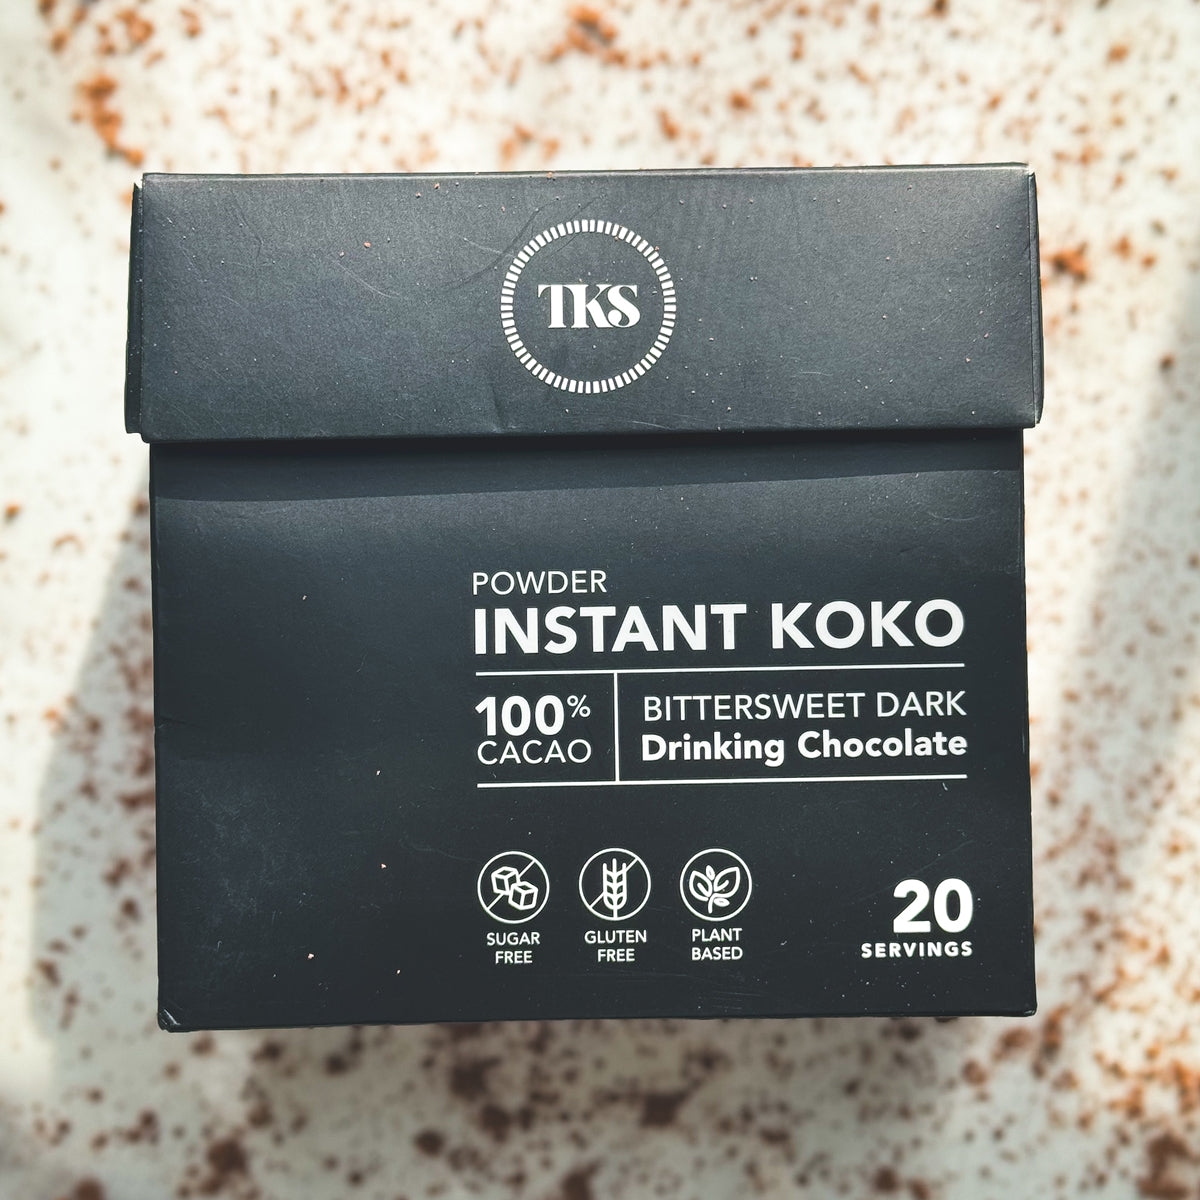 TKS
POWDER
INSTANT KOKO
100%
CACAO
BITTERSWEET DARK
Drinking Chocolate
SUGAR
FREE
GLUTEN
FREE
PLANT
BASED
20
SERVINGS